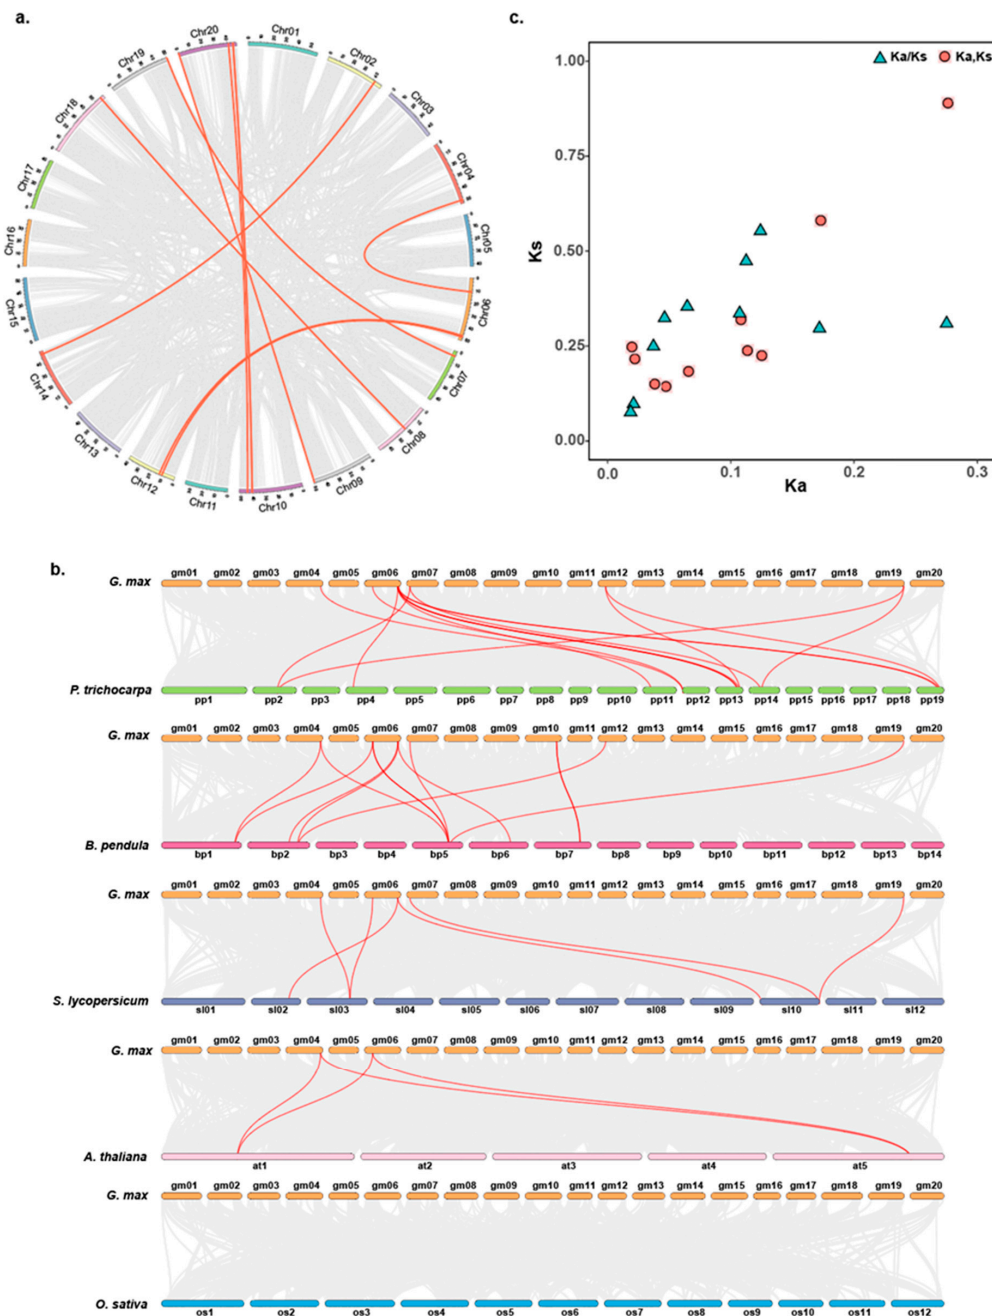 a.
Chr01
Chr02
Chr03
Chr04
Chr05
Chr06
Chr07
Chr08
Chr09
Chr10
Chr11
Chr12
Chr13
Chr14
Chr15
Chr16
Chr17
Chr18
Chr19
Chr20
c.
Ka/Ks Ka,Ks
1.00
0.75
0.50
0.25
0.00
Ks
0.0 0.1 0.2 0.3
Ka
b.
gm01 gm02 gm03 gm04 gm05 gm06 gm07 gm08 gm09 gm10 gm11 gm12 gm13 gm14 gm15 gm16 gm17 gm18 gm19 gm20
G. max
P. trichocarpa
pp1 pp2 pp3 pp4 pp5 pp6 pp7 pp8 pp9 pp10 pp11 pp12 pp13 pp14 pp15 pp16 pp17 pp18 pp19
gm01 gm02 gm03 gm04 gm05 gm06 gm07 gm08 gm09 gm10 gm11 gm12 gm13 gm14 gm15 gm16 gm17 gm18 gm19 gm20
G. max
B. pendula
bp1 bp2 bp3 bp4 bp5 bp6 bp7 bp8 bp9 bp10 bp11 bp12 bp13 bp14
gm01 gm02 gm03 gm04 gm05 gm06 gm07 gm08 gm09 gm10 gm11 gm12 gm13 gm14 gm15 gm16 gm17 gm18 gm19 gm20
G. max
S. lycopersicum
sl01 sl02 sl03 sl04 sl05 sl06 sl07 sl08 sl09 sl10 sl11 sl12
gm01 gm02 gm03 gm04 gm05 gm06 gm07 gm08 gm09 gm10 gm11 gm12 gm13 gm14 gm15 gm16 gm17 gm18 gm19 gm20
G. max
A. thaliana
at1 at2 at3 at4 at5
gm01 gm02 gm03 gm04 gm05 gm06 gm07 gm08 gm09 gm10 gm11 gm12 gm13 gm14 gm15 gm16 gm17 gm18 gm19 gm20
G. max
O. sativa
os1 os2 os3 os4 os5 os6 os7 os8 os9 os10 os11 os12